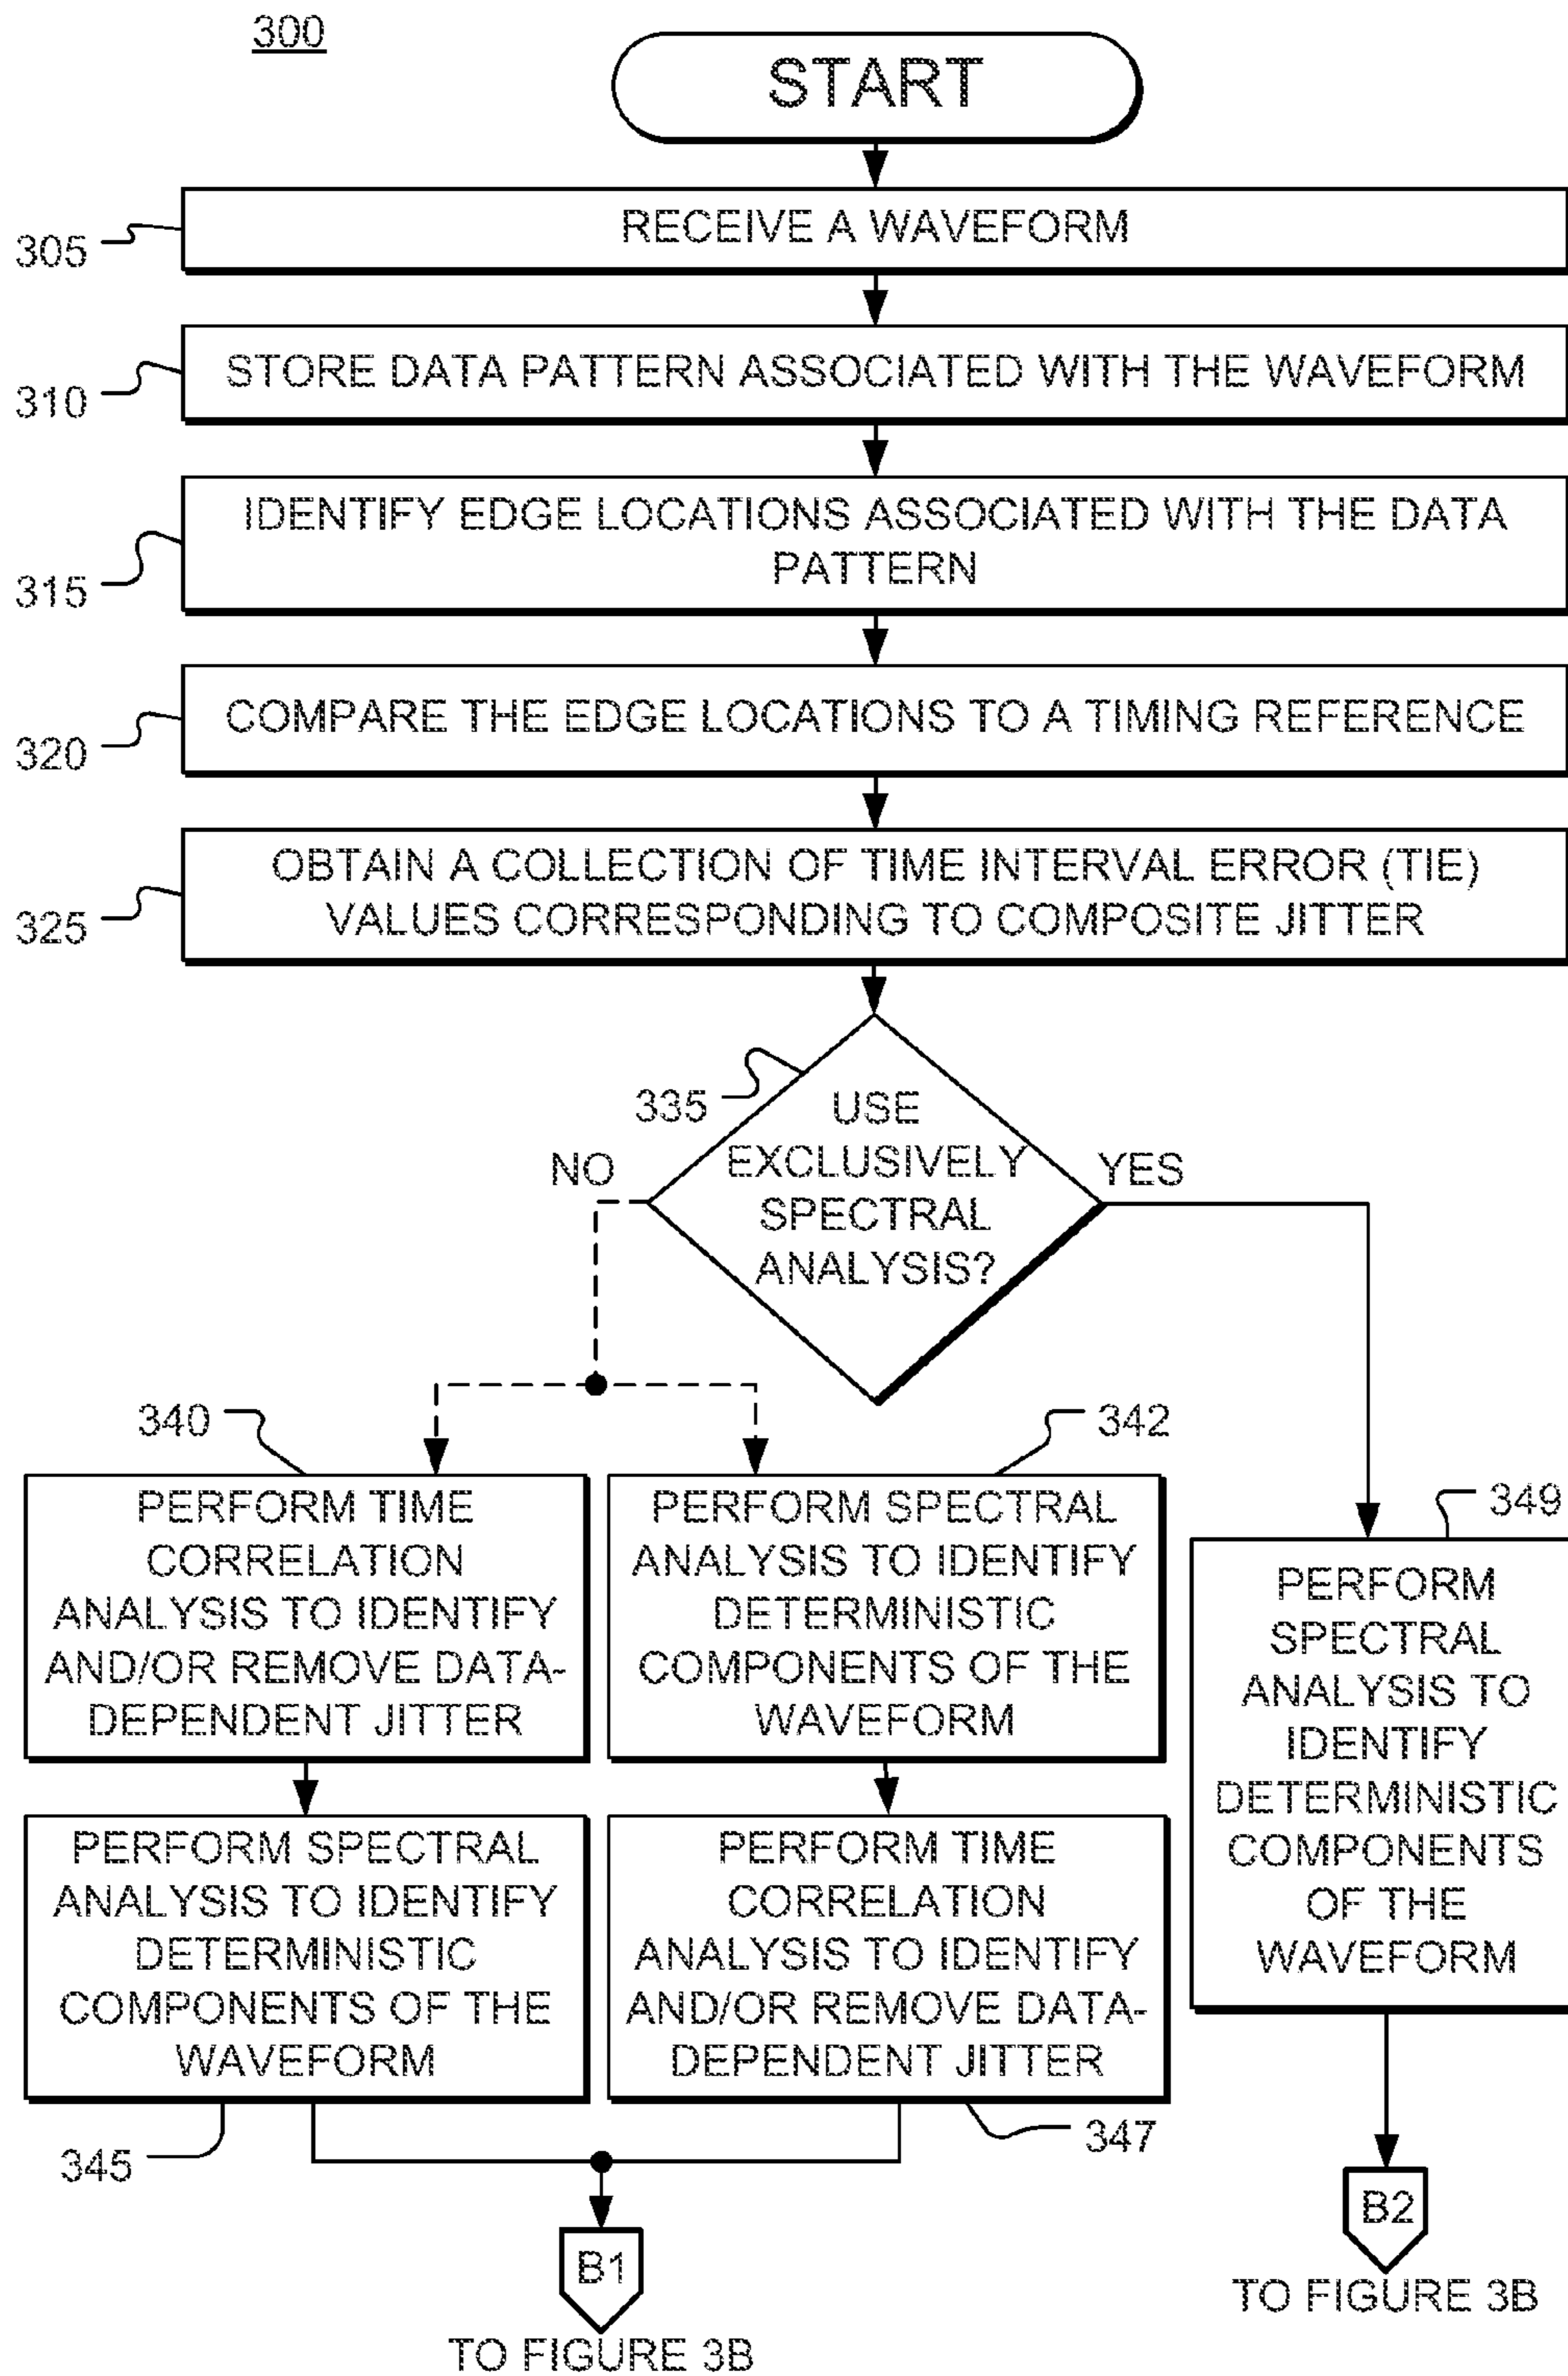 300
START
RECEIVE A WAVEFORM
305
STORE DATA PATTERN ASSOCIATED WITH THE WAVEFORM
310
IDENTIFY EDGE LOCATIONS ASSOCIATED WITH THE DATA
PATTERN
315
COMPARE THE EDGE LOCATIONS TO A TIMING REFERENCE
320
OBTAIN A COLLECTION OF TIME INTERVAL ERROR (TIE)
VALUES CORRESPONDING TO COMPOSITE JITTER
325
335
USE
EXCLUSIVELY
SPECTRAL
ANALYSIS?
NO
YES
340
PERFORM TIME
CORRELATION
ANALYSIS TO IDENTIFY
AND/OR REMOVE DATA-
DEPENDENT JITTER
342
PERFORM SPECTRAL
ANALYSIS TO IDENTIFY
DETERMINISTIC
COMPONENTS OF THE
WAVEFORM
349
PERFORM
SPECTRAL
ANALYSIS TO
IDENTIFY
DETERMINISTIC
COMPONENTS
OF THE
WAVEFORM
PERFORM SPECTRAL
ANALYSIS TO IDENTIFY
DETERMINISTIC
COMPONENTS OF THE
WAVEFORM
345
PERFORM TIME
CORRELATION
ANALYSIS TO IDENTIFY
AND/OR REMOVE DATA-
DEPENDENT JITTER
347
B1
TO FIGURE 3B
B2
TO FIGURE 3B